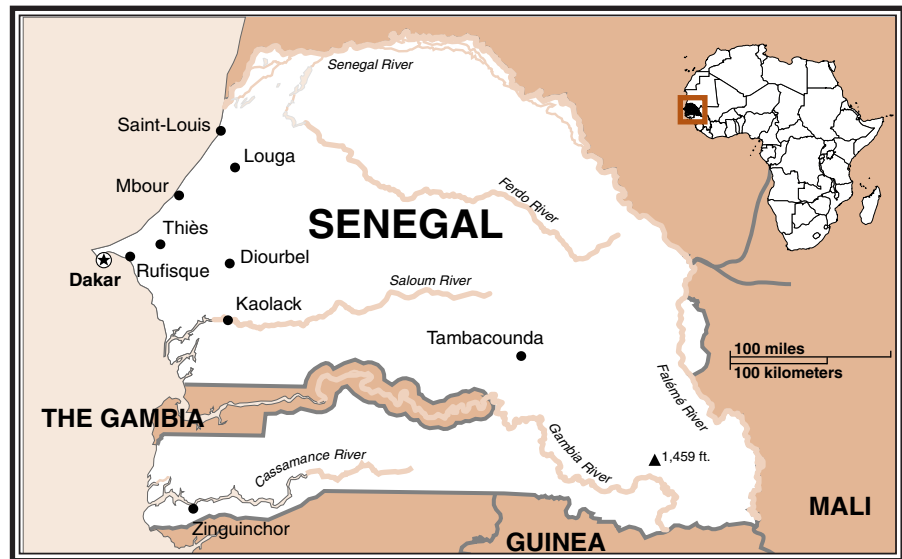 Senegal River
Saint-Louis
Louga
Mbour
Ferdo River
SENEGAL
Thiès
Diourbel
Dakar
Rufisque
Saloum River
Kaolack
Tambacounda
100 miles
100 kilometers
Falémé River
THE GAMBIA
Gambia River
1,459 ft.
Cassamance River
MALI
Zinguinchor
GUINEA